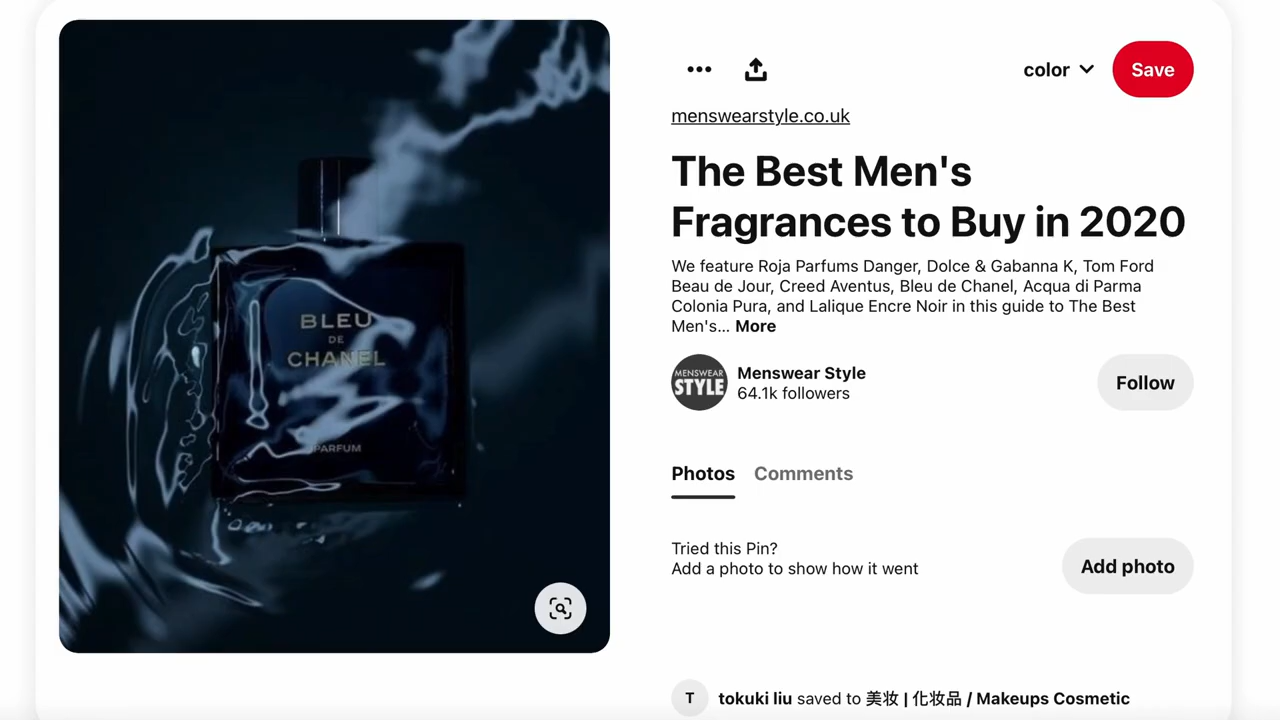 BLEU
DE
CHANEL
PARFUM
color
Save
menswearstyle.co.uk
The Best Men's
Fragrances to Buy in 2020
We feature Roja Parfums Danger, Dolce & Gabanna K, Tom Ford
Beau de Jour, Creed Aventus, Bleu de Chanel, Acqua di Parma
Colonia Pura, and Lalique Encre Noir in this guide to The Best
Men's... More
MENSWEAR
STYLE
Menswear Style
64.1k followers
Follow
Photos
Comments
Tried this Pin?
Add a photo to show how it went
Add photo
T
tokuki liu saved to 美妆 | 化妆品 / Makeups Cosmetic